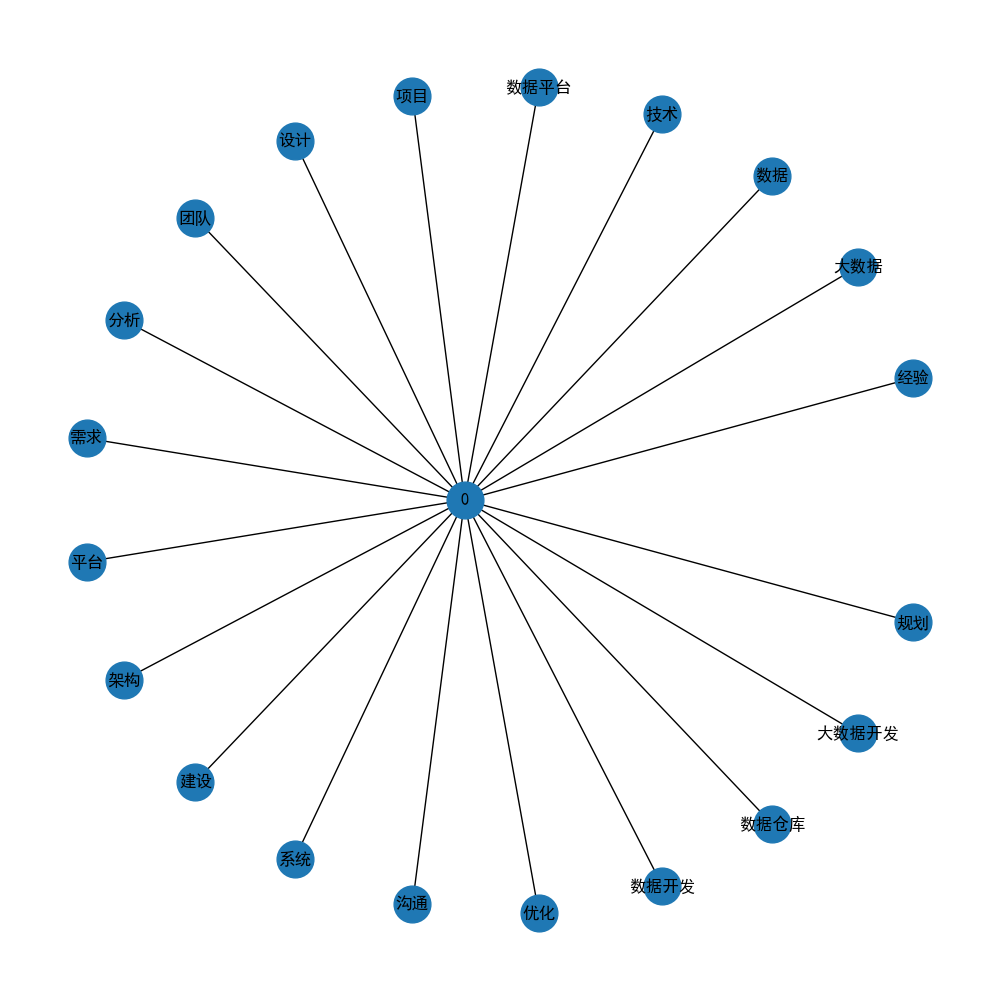 数据平台
项目
技术
设计
数据
团队
大数据
分析
经验
需求
0
平台
规划
架构
大数据开发
建设
数据仓库
系统
数据开发
沟通
优化